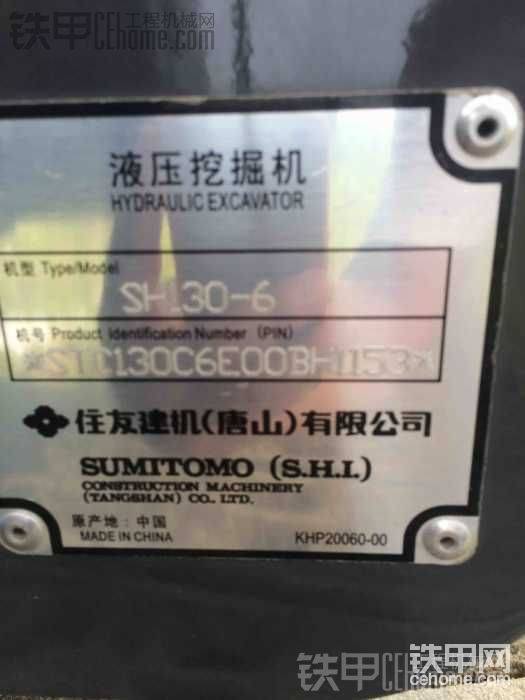 铁甲 工程机械网
CEhome.com
液压挖掘机
HYDRAULIC EXCAVATOR
机型 Type/Model
SH130-6
机号 Product Identification Number (PIN)
*STC130C6E00BH1153*
住友建机(唐山)有限公司
SUMITOMO (S.H.I.)
CONSTRUCTION MACHINERY
(TANGSHAN) CO., LTD.
原产地:中国
MADE IN CHINA
KHP20060-00
铁甲网
cehome.com